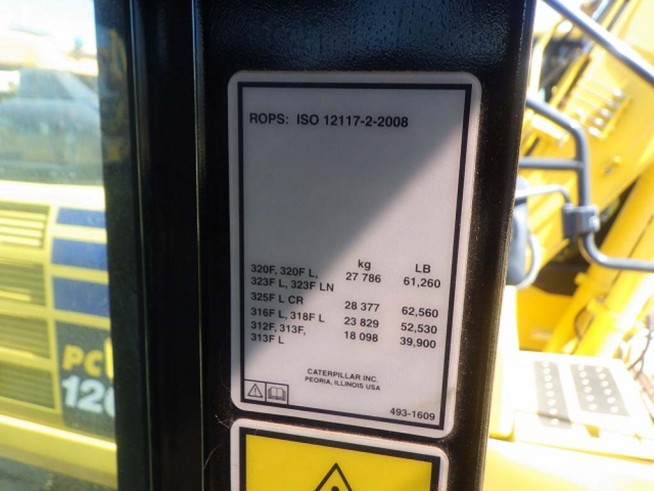 ROPS: ISO 12117-2-2008
kg LB
320F, 320F L, 27 786 61,260
323F L, 323F LN
325F L CR 28 377 62,560
316F L, 318F L 23 829 52,530
312F, 313F, 18 098 39,900
313F L
CATERPILLAR INC.
PEORIA, ILLINOIS USA
493-1609
PC
120